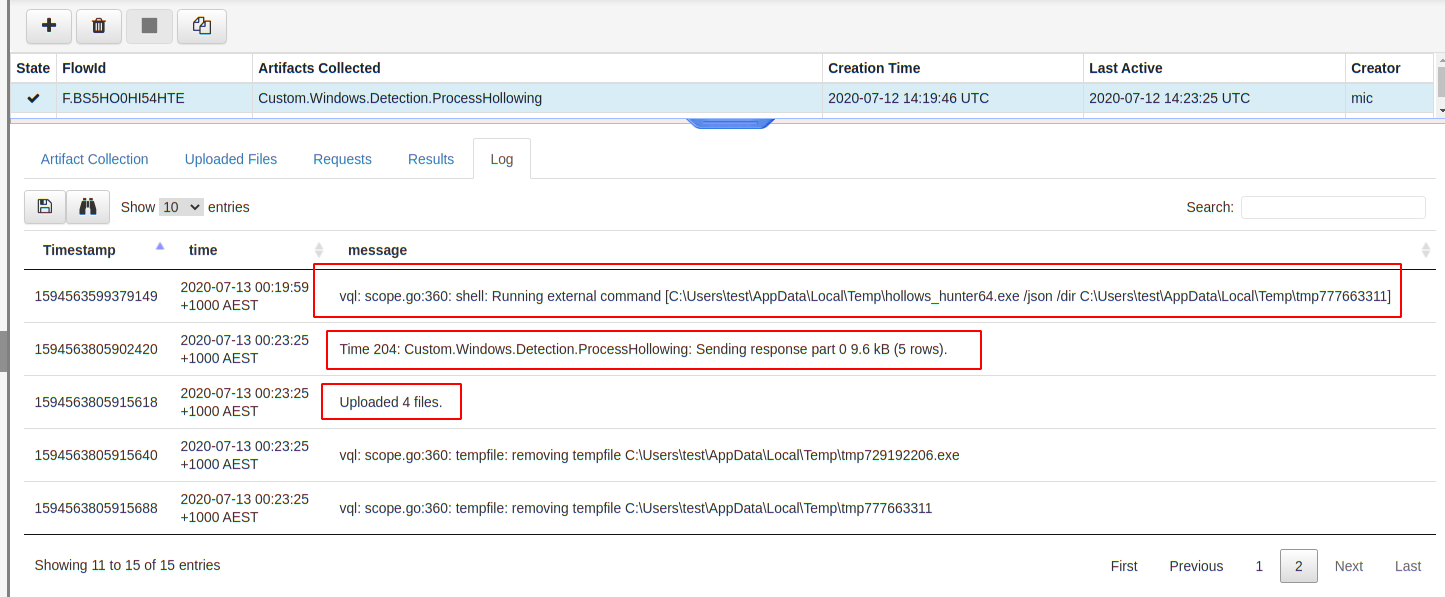 State FlowId Artifacts Collected Creation Time Last Active Creator
F.BS5HO0HI54HTE Custom.Windows.Detection.ProcessHollowing 2020-07-12 14:19:46 UTC 2020-07-12 14:23:25 UTC mic
Artifact Collection Uploaded Files Requests Results Log
Show 10 entries Search:
Timestamp time message
1594563599379149 2020-07-13 00:19:59 +1000 AEST vql: scope.go:360: shell: Running external command [C:\Users\test\AppData\Local\Temp\hollows_hunter64.exe /json /dir C:\Users\test\AppData\Local\Temp\tmp777663311]
1594563805902420 2020-07-13 00:23:25 +1000 AEST Time 204: Custom.Windows.Detection.ProcessHollowing: Sending response part 0 9.6 kB (5 rows).
1594563805915618 2020-07-13 00:23:25 +1000 AEST Uploaded 4 files.
1594563805915640 2020-07-13 00:23:25 +1000 AEST vql: scope.go:360: tempfile: removing tempfile C:\Users\test\AppData\Local\Temp\tmp729192206.exe
1594563805915688 2020-07-13 00:23:25 +1000 AEST vql: scope.go:360: tempfile: removing tempfile C:\Users\test\AppData\Local\Temp\tmp777663311
Showing 11 to 15 of 15 entries First Previous 1 2 Next Last